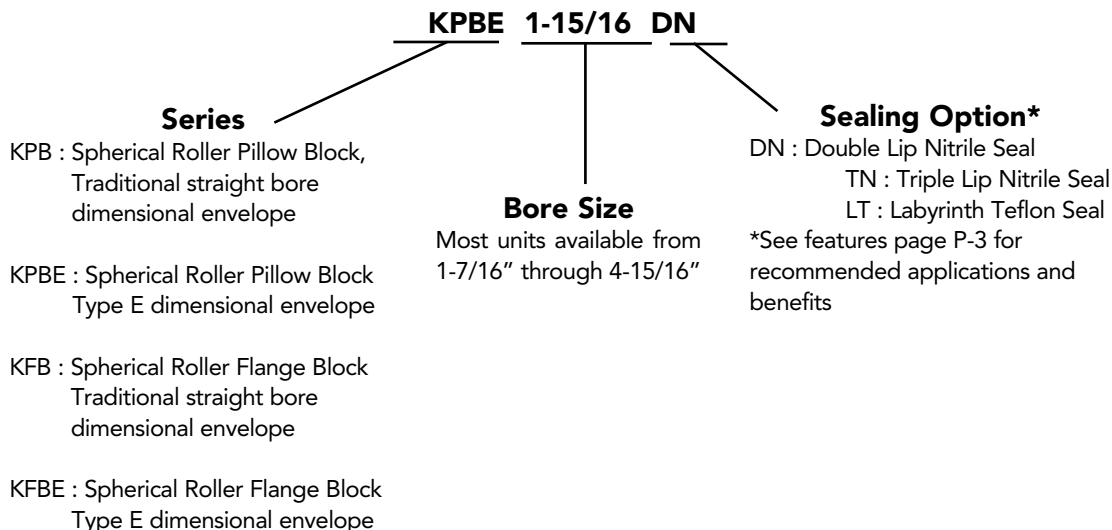 KPBE 1-15/16 DN
Series
KPB : Spherical Roller Pillow Block,
Traditional straight bore
dimensional envelope
KPBE : Spherical Roller Pillow Block
Type E dimensional envelope
KFB : Spherical Roller Flange Block
Traditional straight bore
dimensional envelope
KFBE : Spherical Roller Flange Block
Type E dimensional envelope
Bore Size
Most units available from
1-7/16” through 4-15/16”
Sealing Option*
DN : Double Lip Nitrile Seal
TN : Triple Lip Nitrile Seal
LT : Labyrinth Teflon Seal
*See features page P-3 for
recommended applications and
benefits